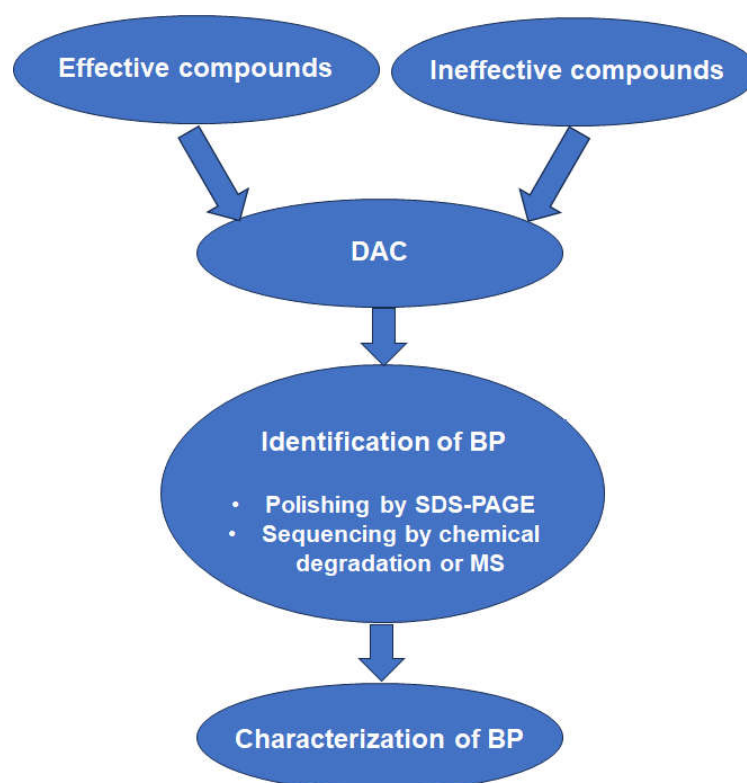 Effective compounds
Ineffective compounds
DAC
Identification of BP
• Polishing by SDS-PAGE
• Sequencing by chemical
degradation or MS
Characterization of BP